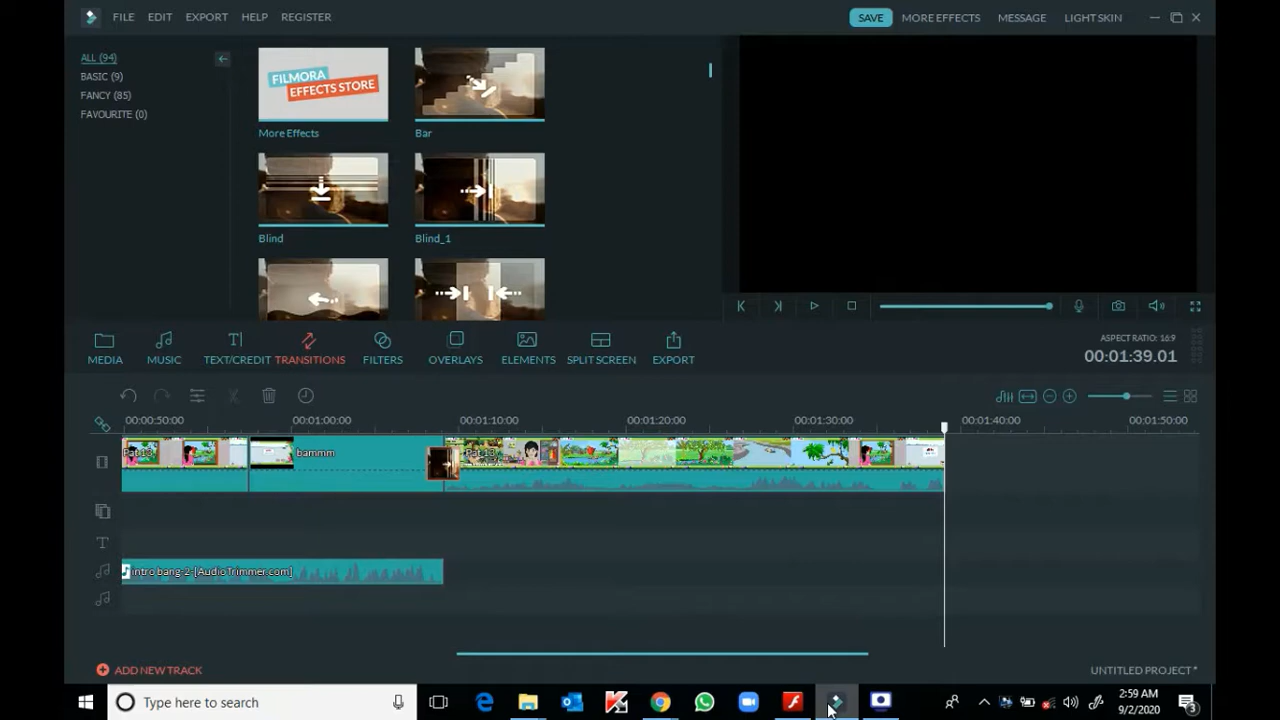 FILE EDIT EXPORT HELP REGISTER SAVE MORE EFFECTS MESSAGE LIGHT SKIN
ALL (94)
BASIC (9)
FANCY (85)
FAVOURITE (0)
FILMORA
EFFECTS STORE
More Effects Bar
Blind Blind_1
MEDIA MUSIC TEXT/CREDIT TRANSITIONS FILTERS OVERLAYS ELEMENTS SPLIT SCREEN EXPORT
ASPECT RATIO: 16:9
00:01:39.01
00:00:50:00 00:01:00:00 00:01:10:00 00:01:20:00 00:01:30:00 00:01:40:00 00:01:50:00
Pat 13 bammm Pat 13
intro bang-2-[AudioTrimmer.com]
ADD NEW TRACK UNTITLED PROJECT*
Type here to search
2:59 AM
9/2/2020
3